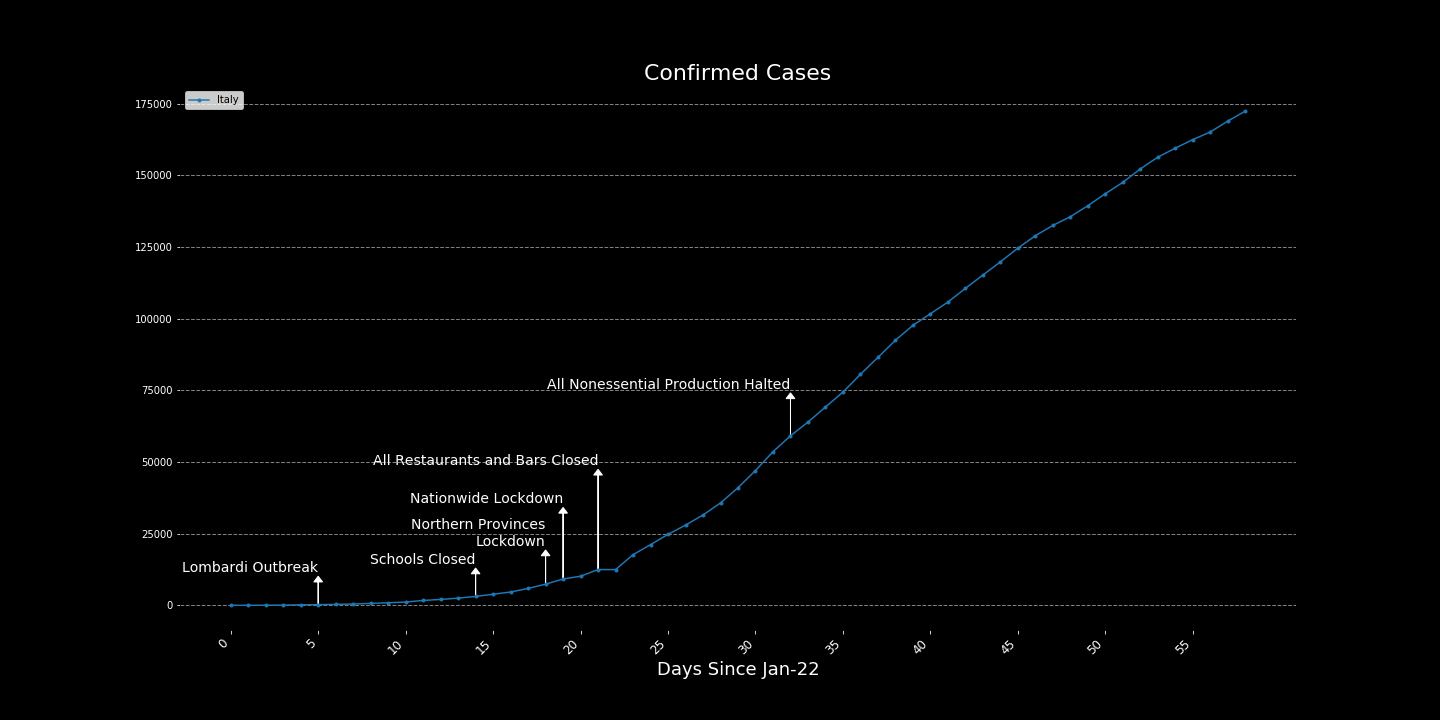 Confirmed Cases
Italy
175000
150000
125000
100000
75000
50000
25000
0
All Nonessential Production Halted
All Restaurants and Bars Closed
Nationwide Lockdown
Northern Provinces
Lockdown
Schools Closed
Lombardi Outbreak
0 5 10 15 20 25 30 35 40 45 50 55
Days Since Jan-22